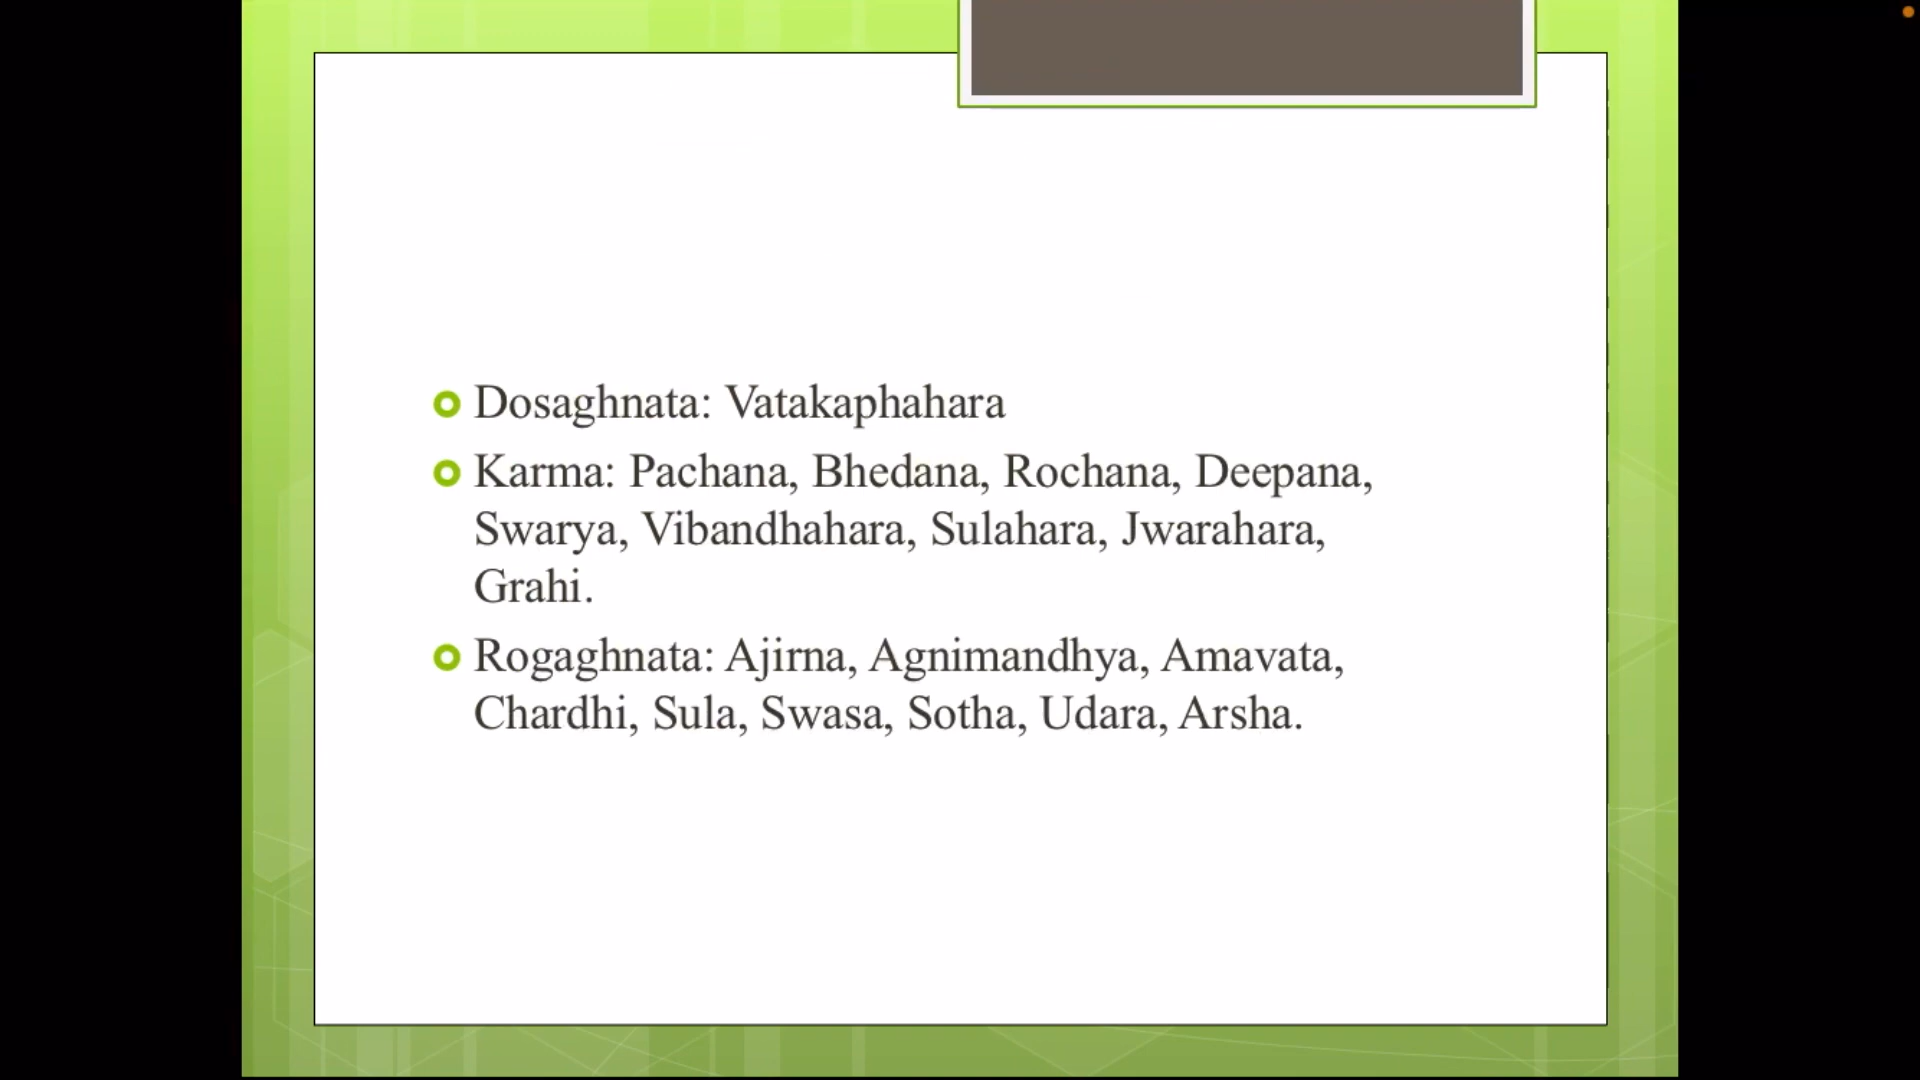 Dosaghnata: Vatakaphahara
Karma: Pachana, Bhedana, Rochana, Deepana,
Swarya, Vibandhahara, Sulahara, Jwarahara,
Grahi.
Rogaghnata: Ajirna, Agnimandhya, Amavata,
Chardhi, Sula, Swasa, Sotha, Udara, Arsha.